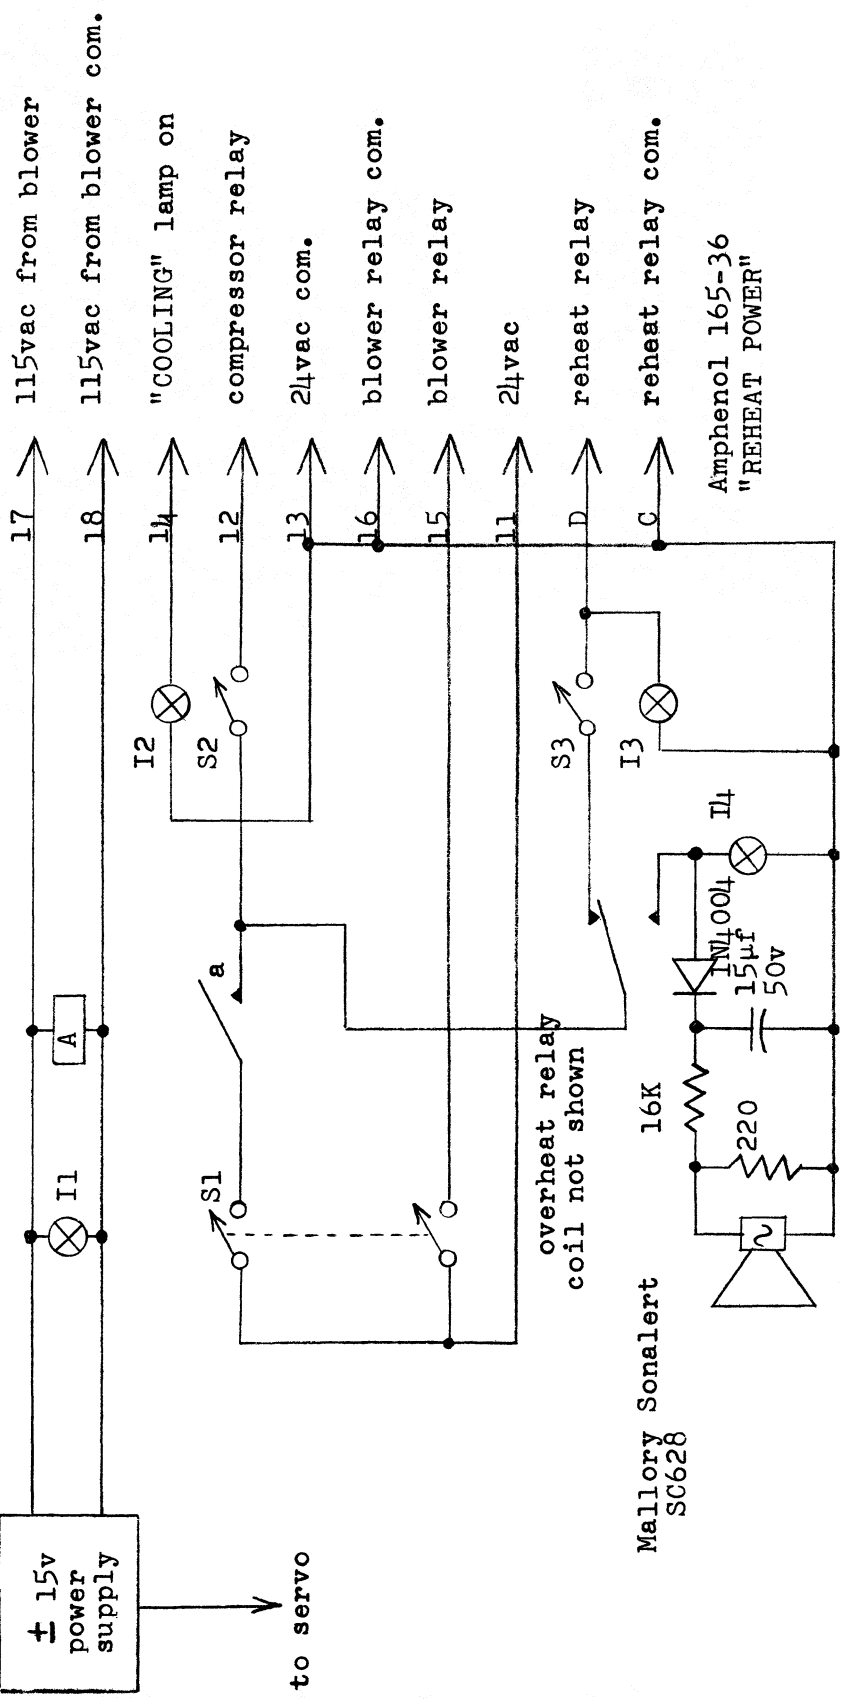 17 115vac from blower
18 115vac from blower com.
14 "COOLING" lamp on
12 compressor relay
13 24vac com.
16 blower relay com.
15 blower relay
11 24vac
D reheat relay
C reheat relay com.
Amphenol 165-36
"REHEAT POWER"
I2
S2
S3
I3
I4
a
A
1N4004
15µf
50v
I1
S1
overheat relay
coil not shown
16K
220
~
Mallory Sonalert
SC628
± 15v
power
supply
to servo